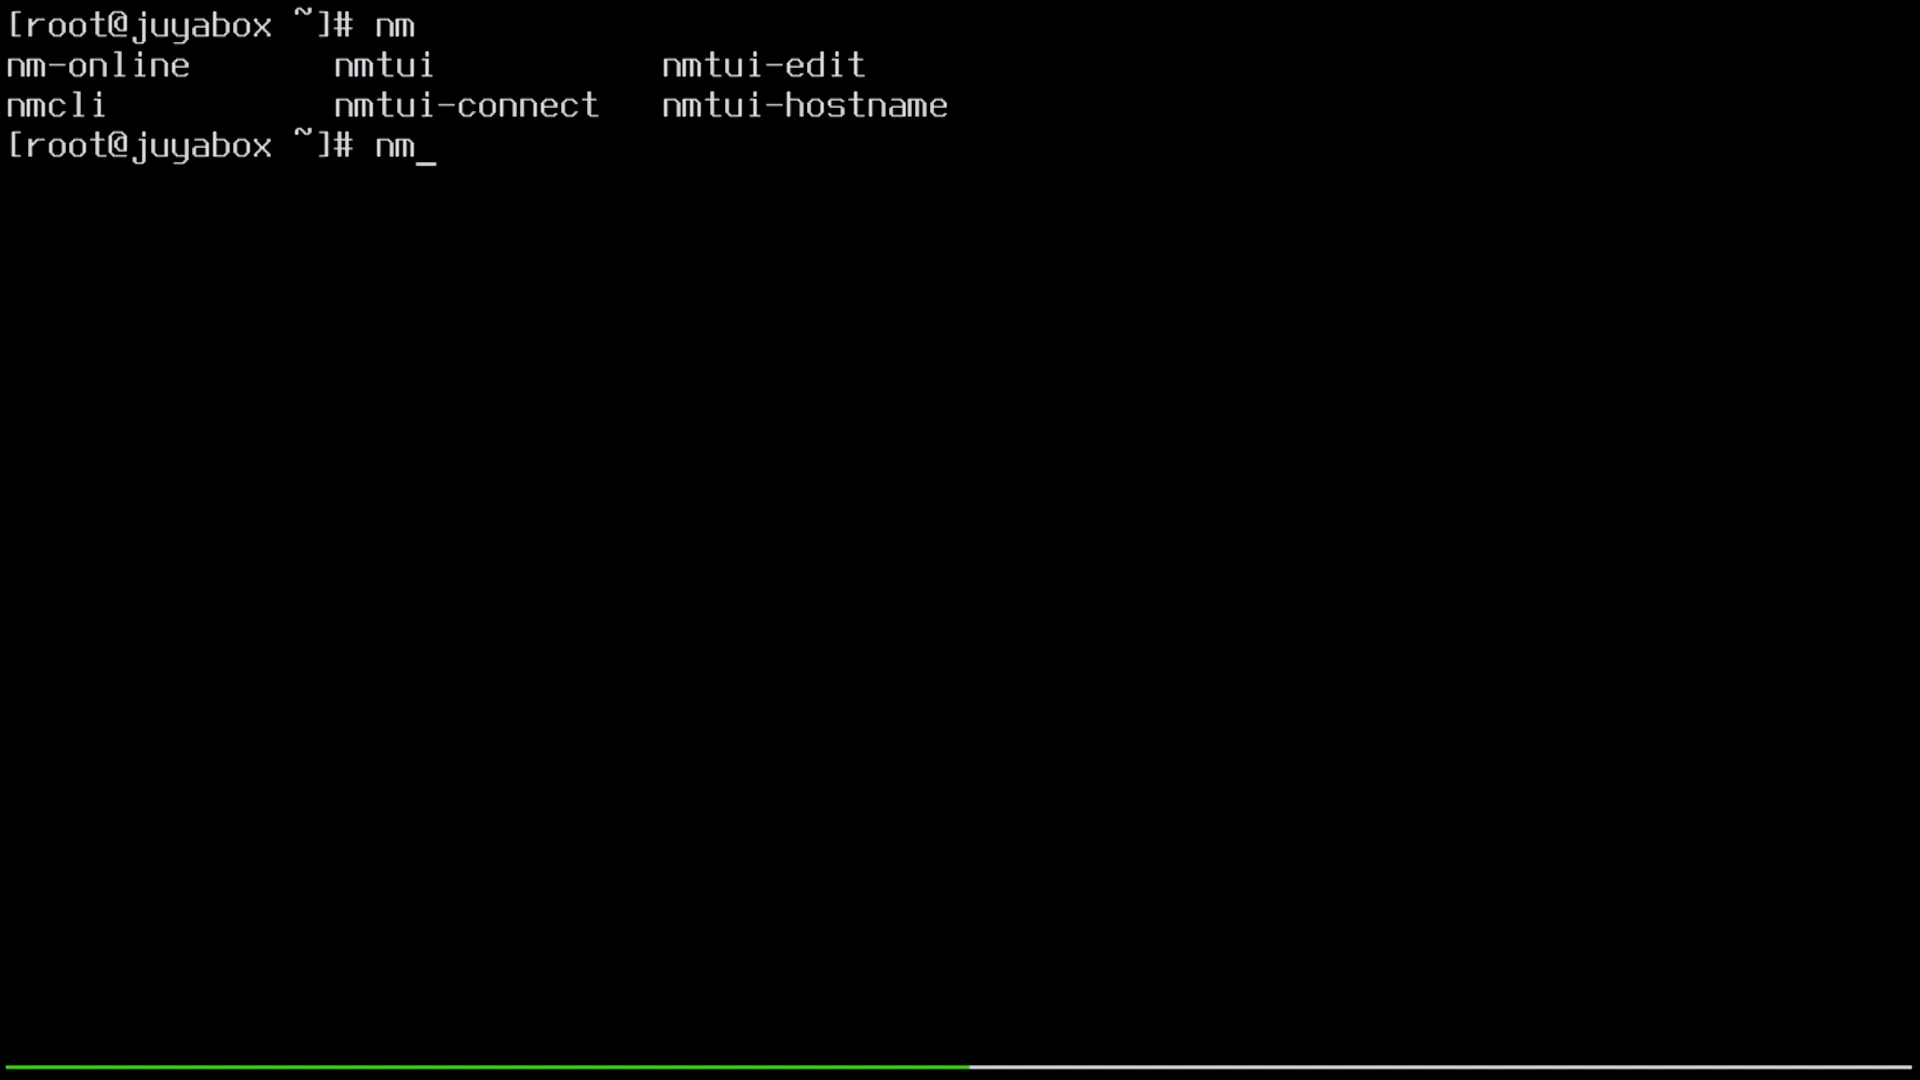 [root@juyabox ~]# nm
nm-online       nmtui           nmtui-edit
nmcli           nmtui-connect   nmtui-hostname
[root@juyabox ~]# nm_